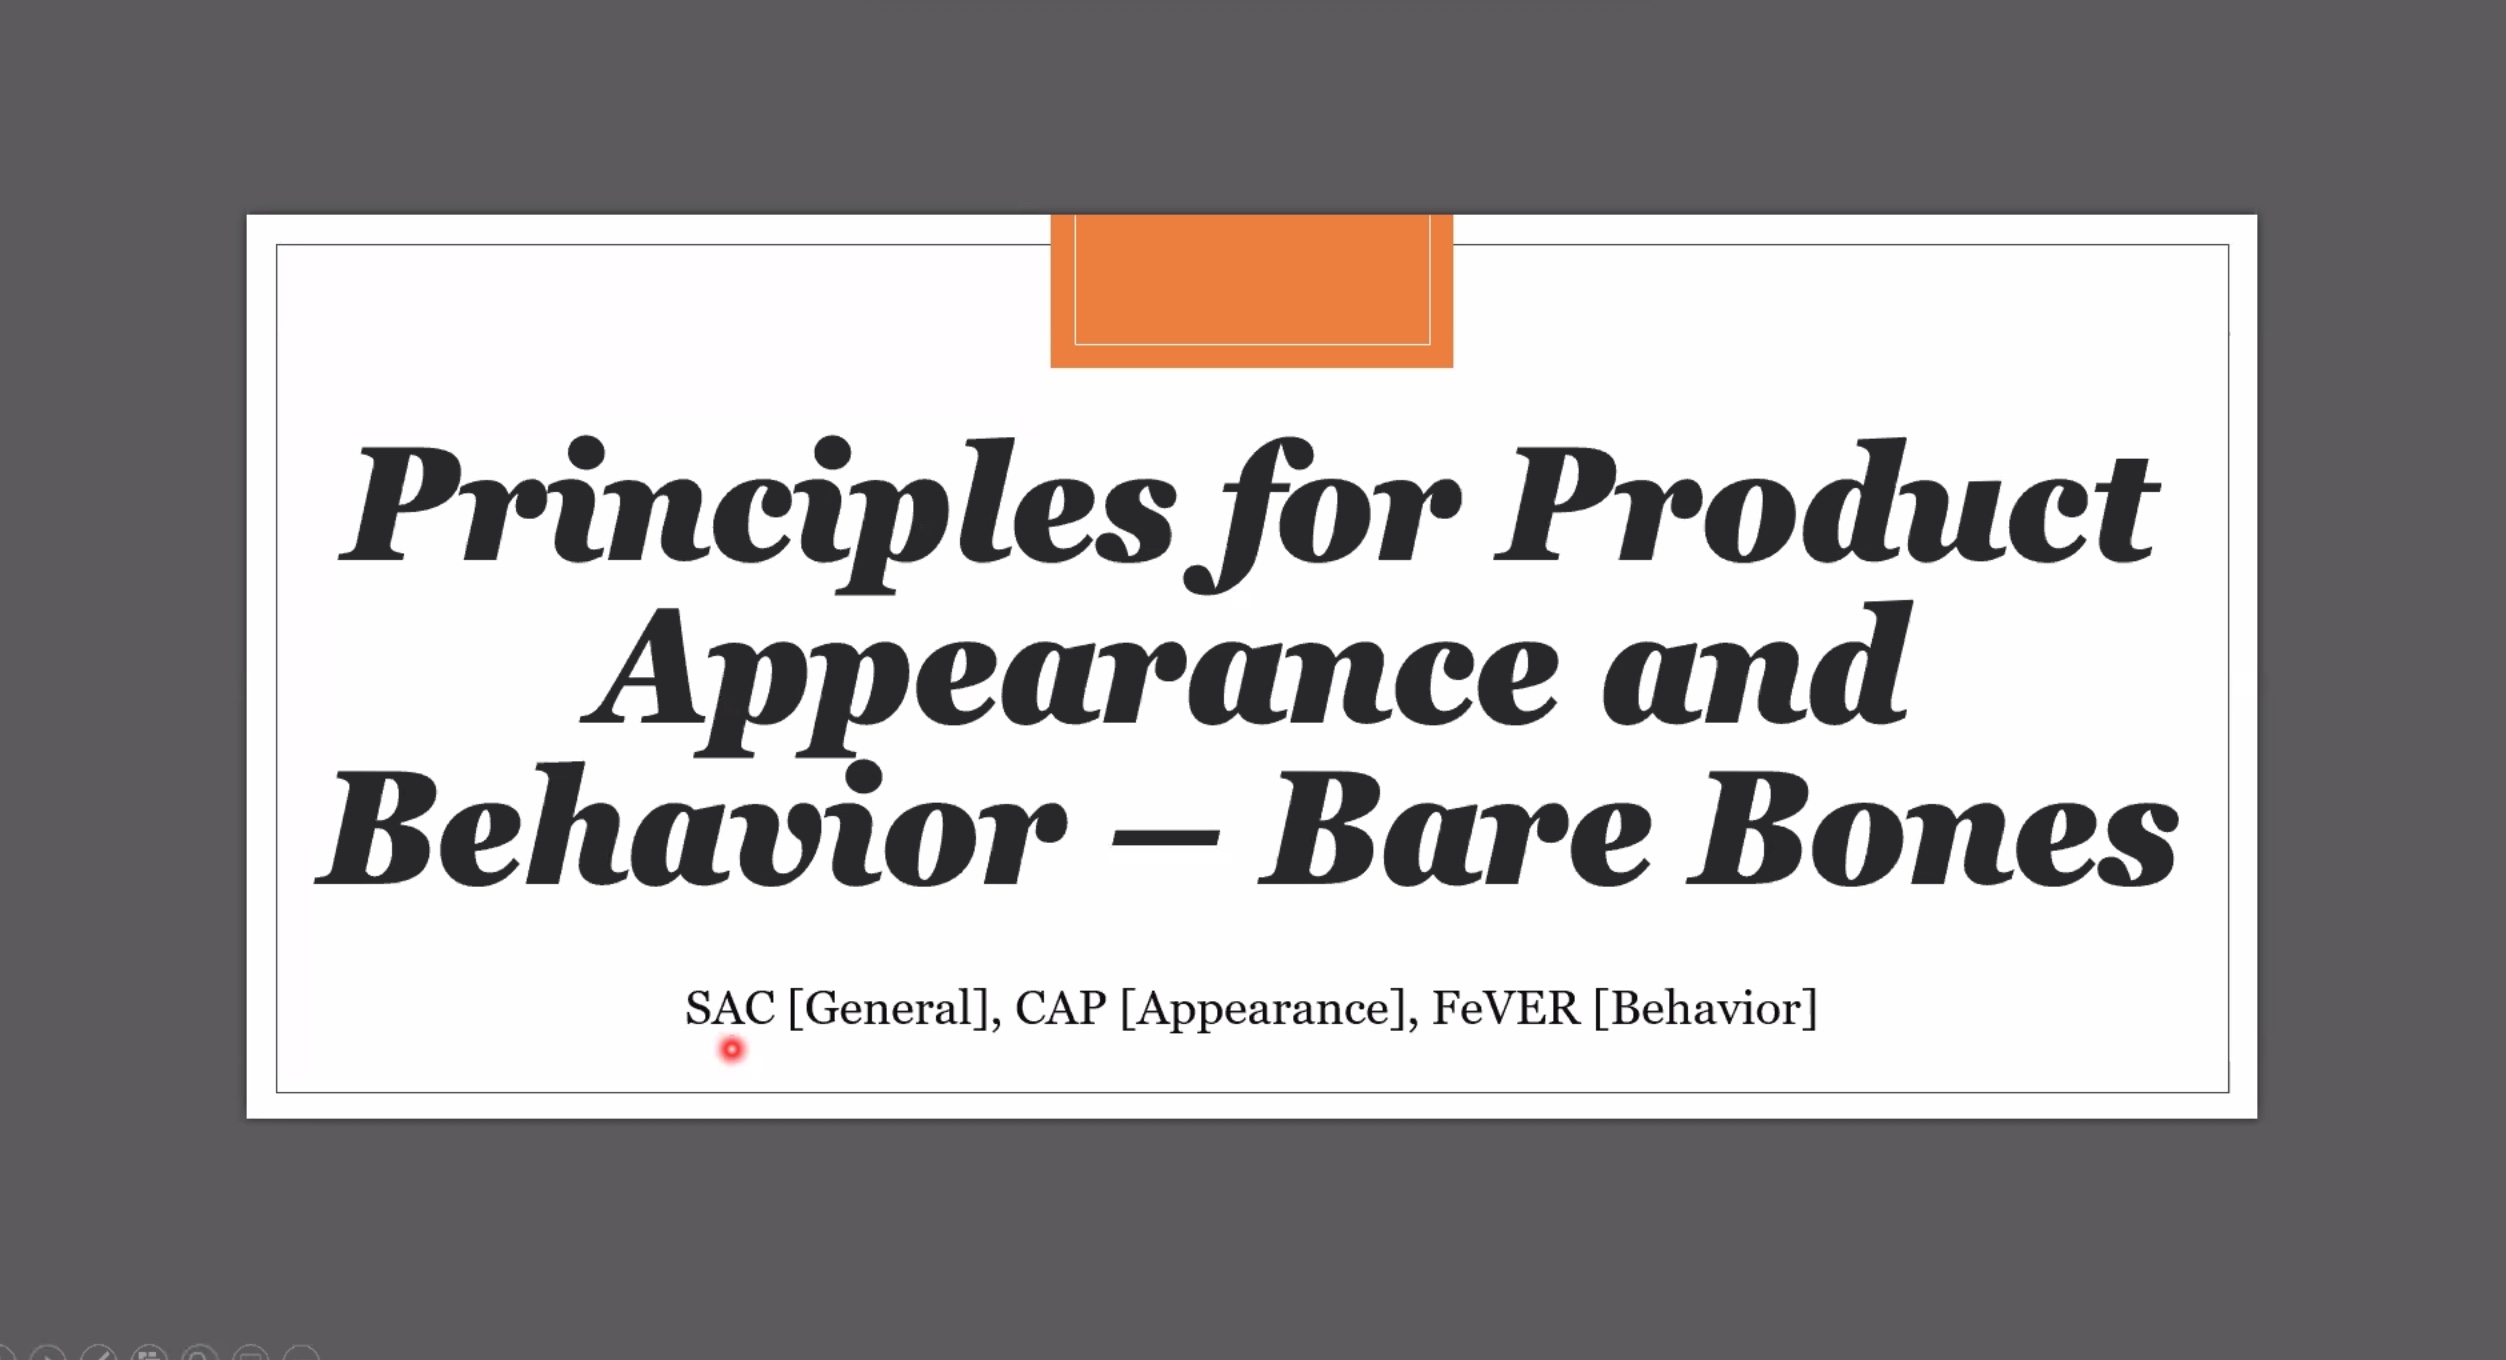 Principles for Product
Appearance and
Behavior – Bare Bones
SAC [General], CAP [Appearance], FeVER [Behavior]